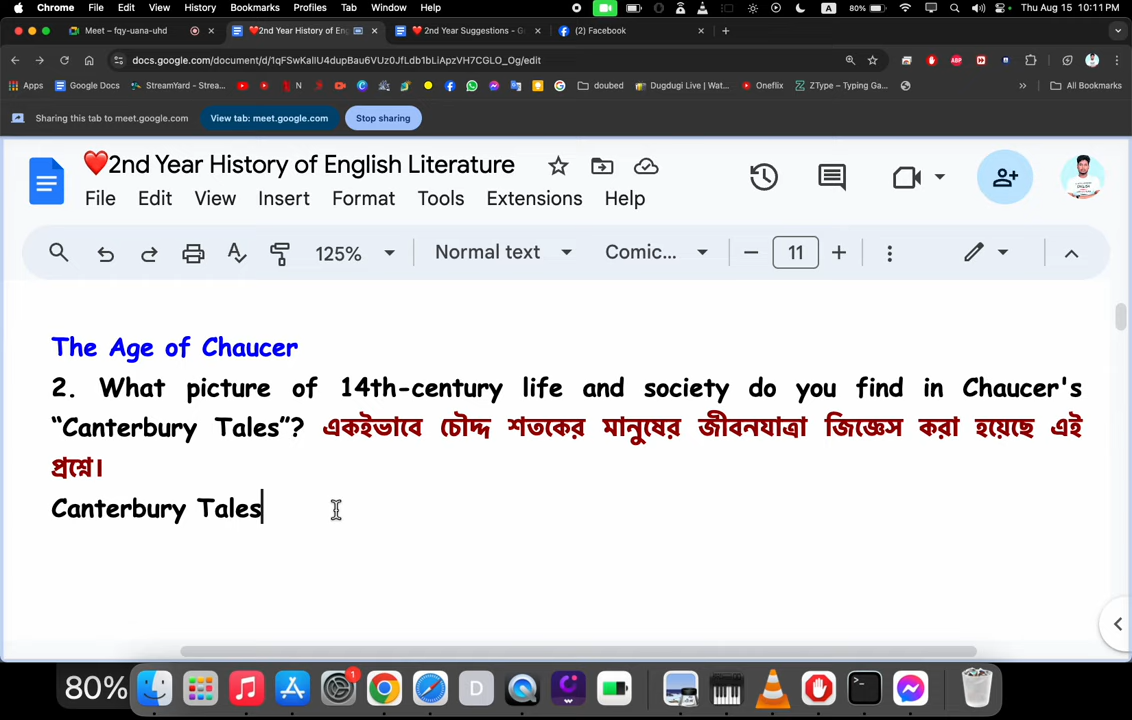 Chrome File Edit View History Bookmarks Profiles Tab Window Help A 80% Thu Aug 15 10:11 PM
Meet – fqy-uana-uhd ❤️2nd Year History of En ❤️ 2nd Year Suggestions - G (2) Facebook
docs.google.com/document/d/1qFSwKallU4dupBau6VUz0JfLdb1bLiApzVH7CGLO_Og/edit
Apps Google Docs StreamYard - Strea... N doubed Dugdugi Live | Wat... Oneflix ZType – Typing Ga... All Bookmarks
Sharing this tab to meet.google.com View tab: meet.google.com Stop sharing
❤️2nd Year History of English Literature
File Edit View Insert Format Tools Extensions Help
125% Normal text Comic... 11
The Age of Chaucer
2. What picture of 14th-century life and society do you find in Chaucer's
“Canterbury Tales”? একইভাবে চৌদ্দ শতকের মানুষের জীবনযাত্রা জিজ্ঞেস করা হয়েছে এই
প্রশ্নে।
Canterbury Tales
80% 1 D